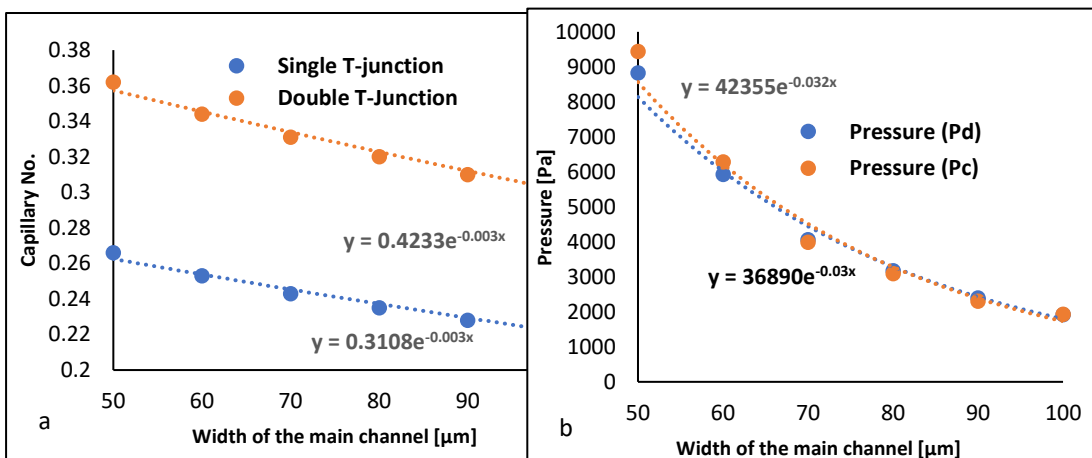 0.38
0.36
0.34
0.32
0.3
0.28
0.26
0.24
0.22
0.2
Capillary No.
Single T-junction
Double T-Junction
y = 0.4233e^-0.003x
y = 0.3108e^-0.003x
50 60 70 80 90
a
Width of the main channel [µm]
10000
9000
8000
7000
6000
5000
4000
3000
2000
1000
0
Pressure [Pa]
y = 42355e^-0.032x
Pressure (Pd)
Pressure (Pc)
y = 36890e^-0.03x
50 60 70 80 90 100
b
Width of the main channel [µm]